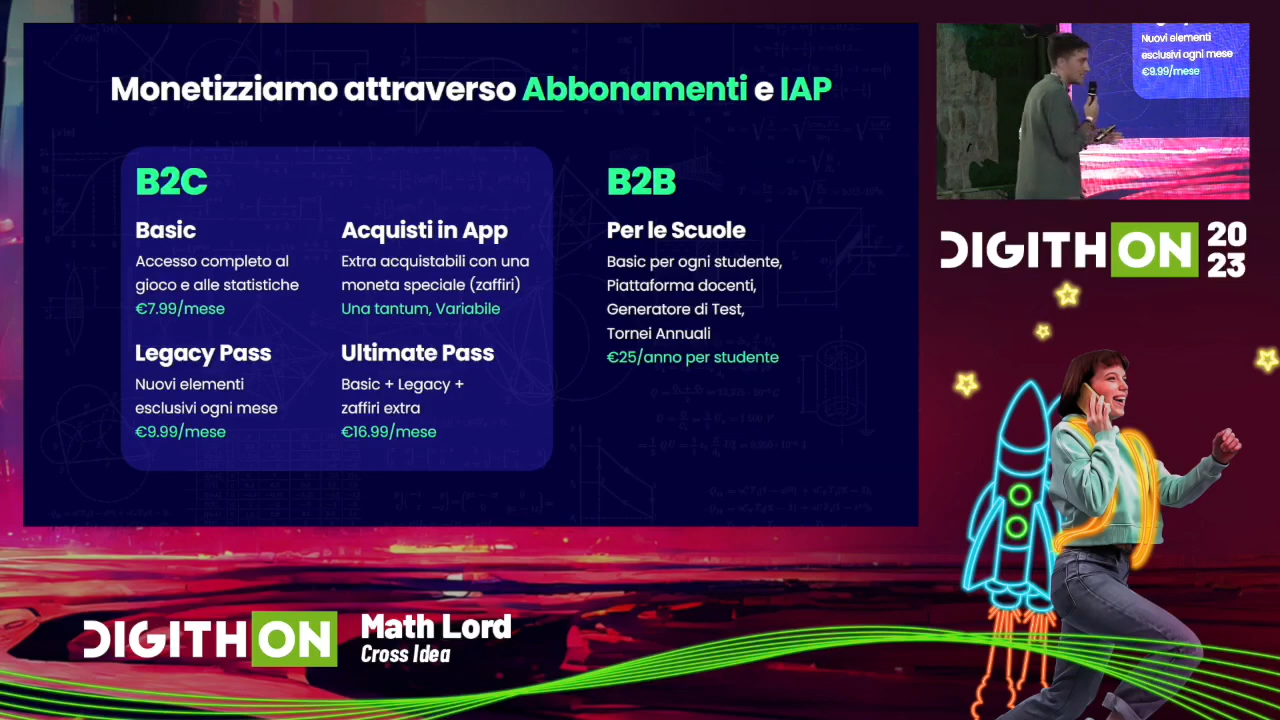 Monetizziamo attraverso Abbonamenti e IAP
B2C
Basic
Accesso completo al
gioco e alle statistiche
€7.99/mese
Acquisti in App
Extra acquistabili con una
moneta speciale (zaffiri)
Una tantum, Variabile
Legacy Pass
Nuovi elementi
esclusivi ogni mese
€9.99/mese
Ultimate Pass
Basic + Legacy +
zaffiri extra
€16.99/mese
B2B
Per le Scuole
Basic per ogni studente,
Piattaforma docenti,
Generatore di Test,
Tornei Annuali
€25/anno per studente
Nuovi elementi
esclusivi ogni mese
€9.99/mese
DIGITHON
20
23
DIGITHON
Math Lord
Cross Idea